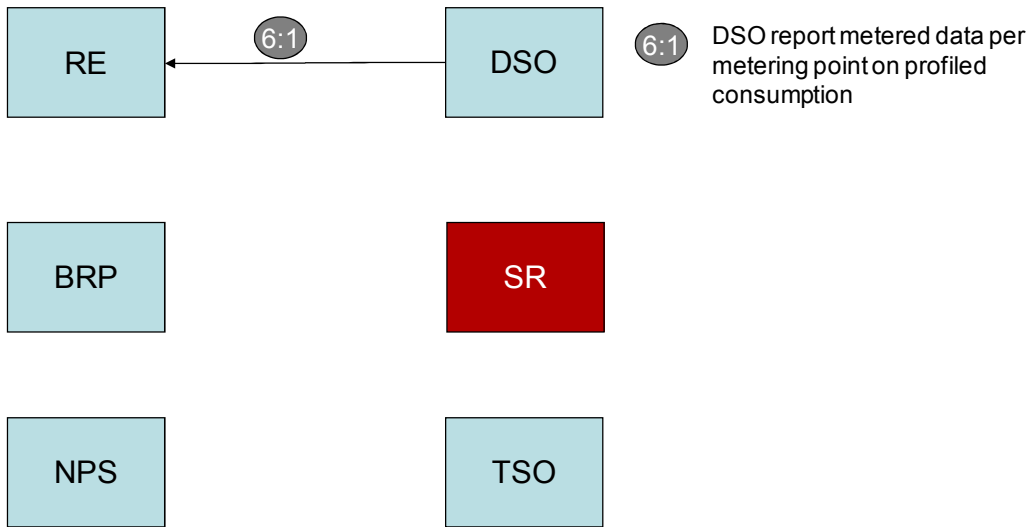 RE
6:1
DSO
6:1
DSO report metered data per
metering point on profiled
consumption
BRP
SR
NPS
TSO